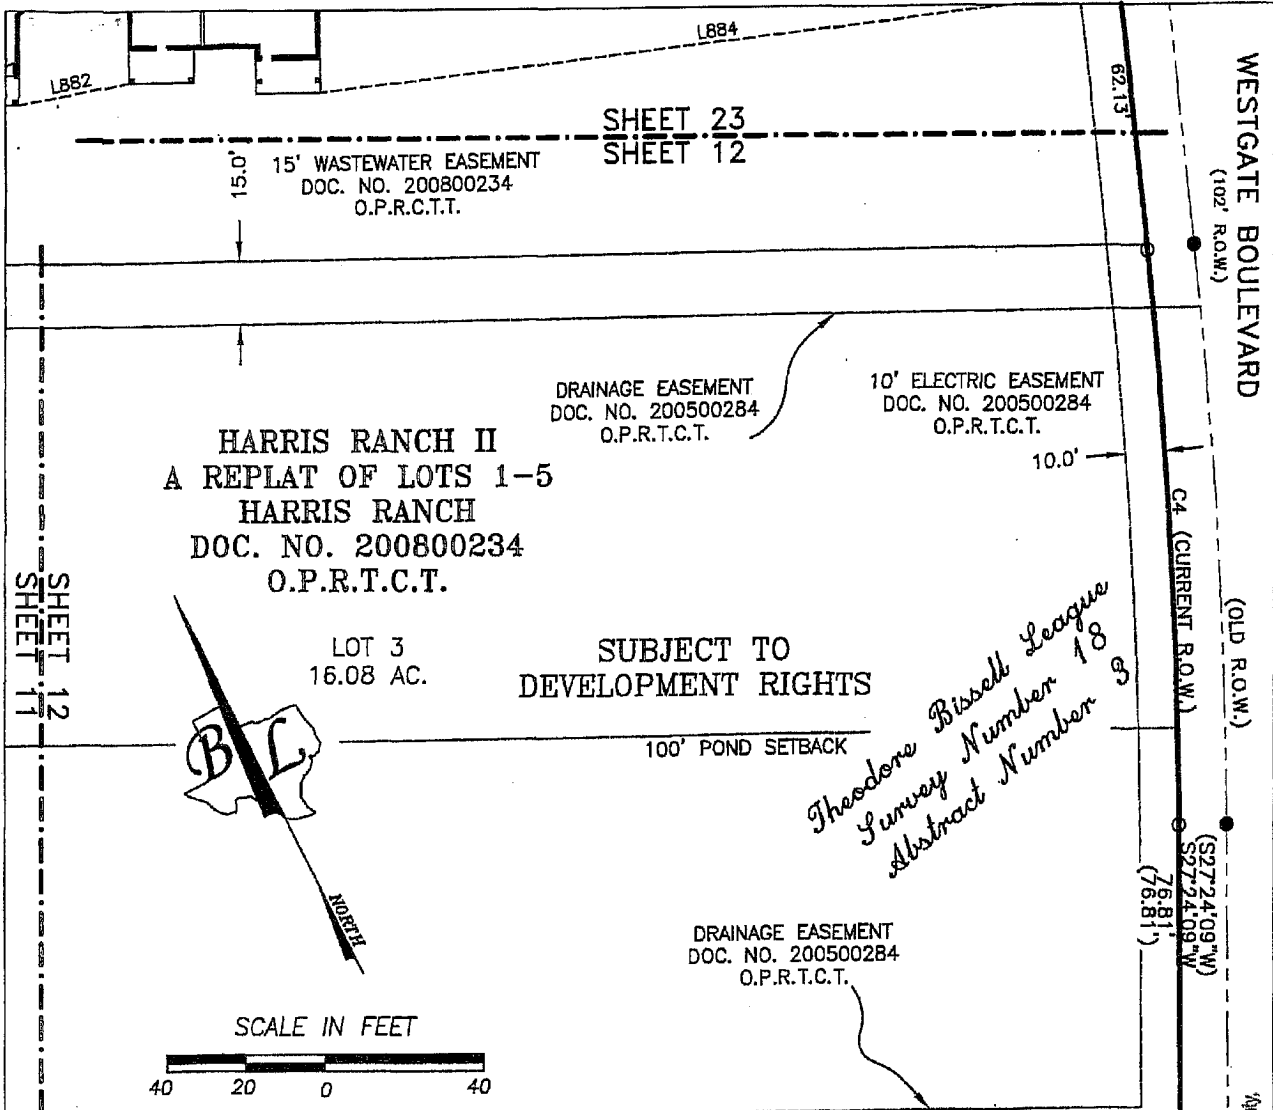 L882
L884
62.13'
WESTGATE BOULEVARD
(102' R.O.W.)
SHEET 23
SHEET 12
15.0'
15' WASTEWATER EASEMENT
DOC. NO. 200800234
O.P.R.C.T.T.
DRAINAGE EASEMENT
DOC. NO. 200500284
O.P.R.T.C.T.
10' ELECTRIC EASEMENT
DOC. NO. 200500284
O.P.R.T.C.T.
10.0'
HARRIS RANCH II
A REPLAT OF LOTS 1-5
HARRIS RANCH
DOC. NO. 200800234
O.P.R.T.C.T.
C4 (CURRENT R.O.W.)
(OLD R.O.W.)
SHEET 12
SHEET 11
LOT 3
16.08 AC.
SUBJECT TO
DEVELOPMENT RIGHTS
Theodore Bissell League
Survey Number 18
Abstract Number 3
100' POND SETBACK
B L
NORTH
(S27°24'09"W)
S27°24'09"W
76.81'
(76.81')
DRAINAGE EASEMENT
DOC. NO. 200500284
O.P.R.T.C.T.
SCALE IN FEET
40 20 0 40